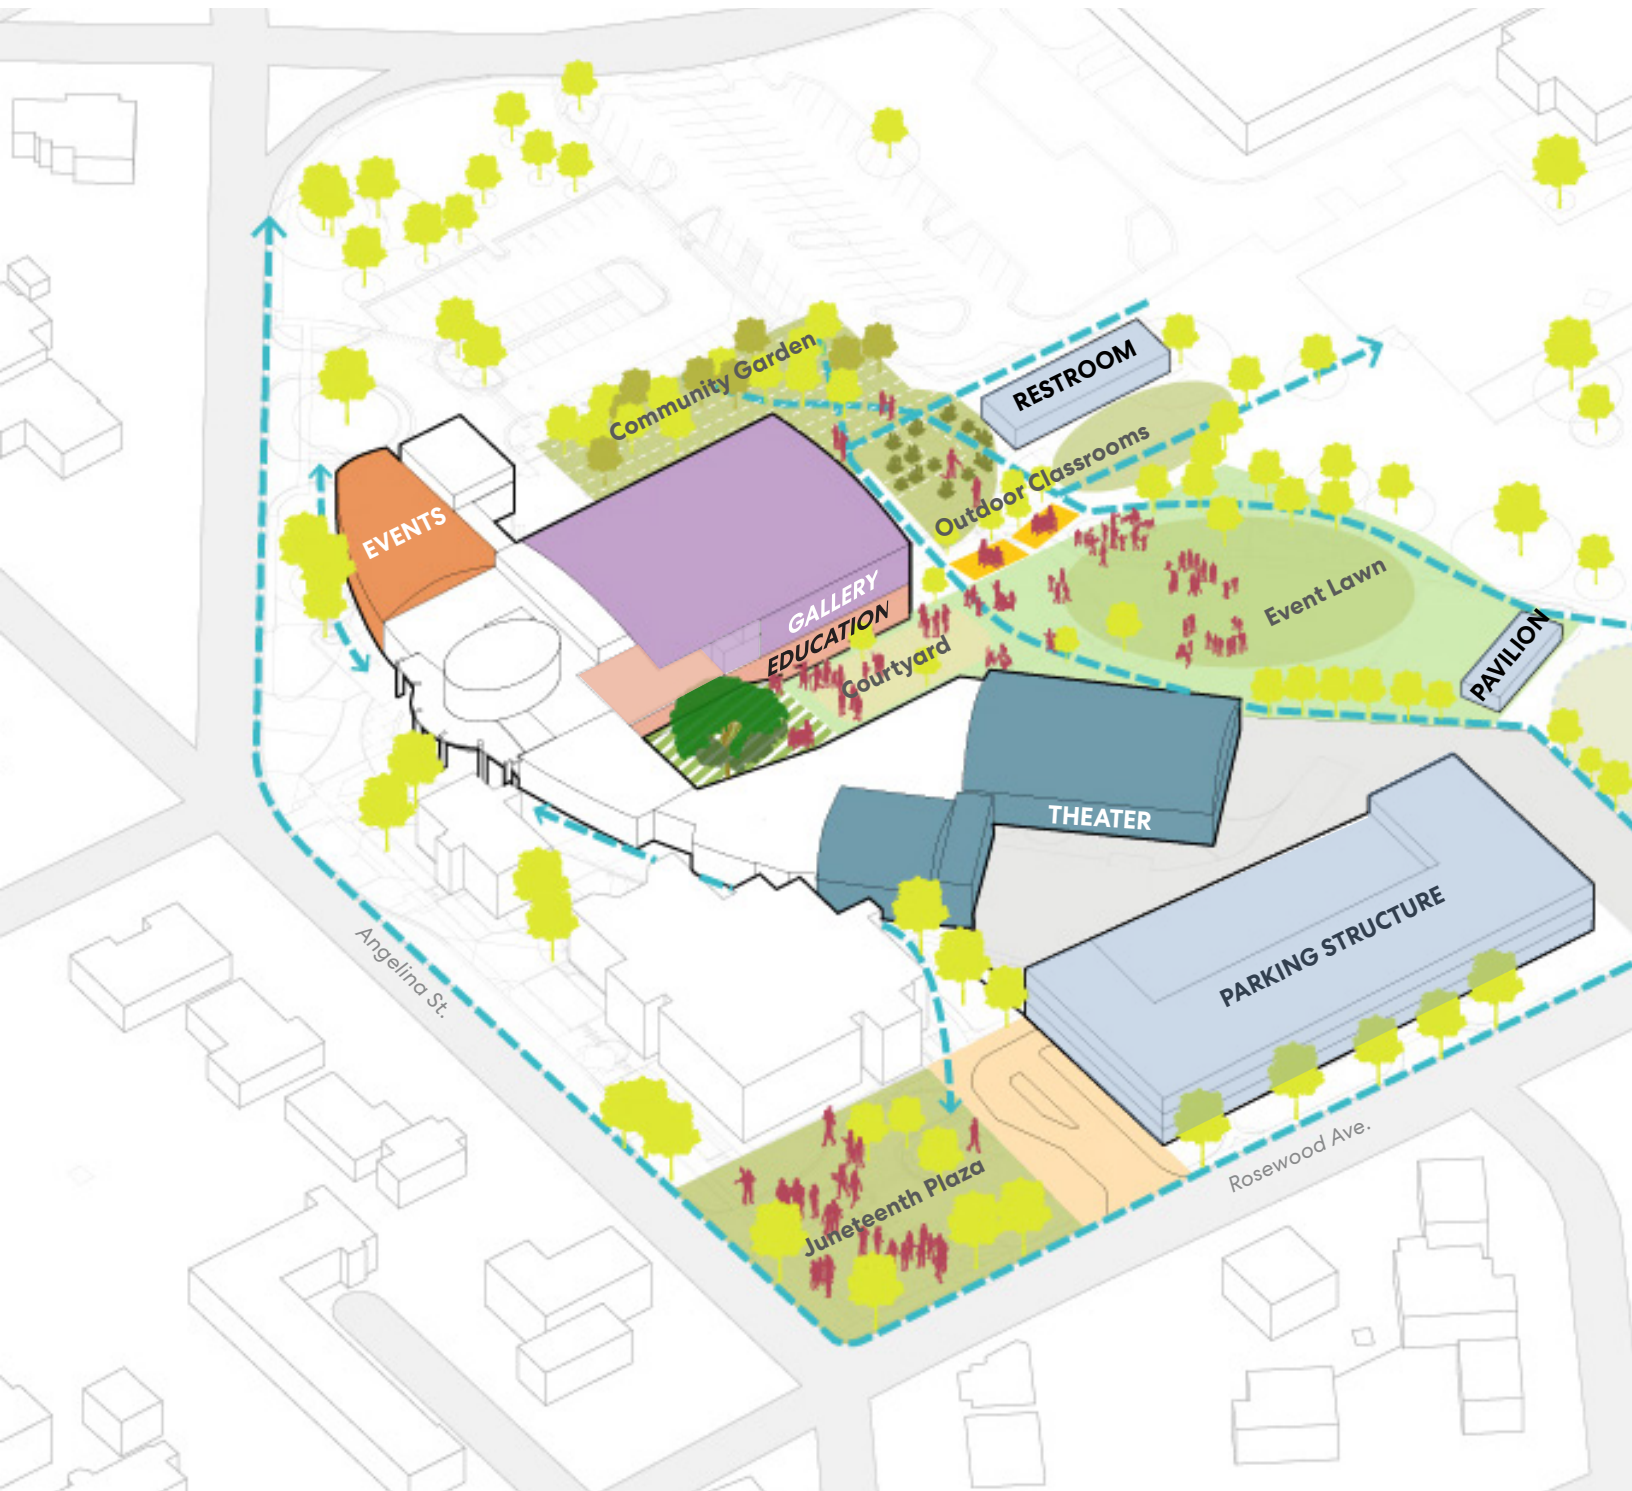 Community Garden
RESTROOM
Outdoor Classrooms
EVENTS
GALLERY
EDUCATION
Courtyard
Event Lawn
PAVILION
THEATER
PARKING STRUCTURE
Angelina St.
Juneteenth Plaza
Rosewood Ave.